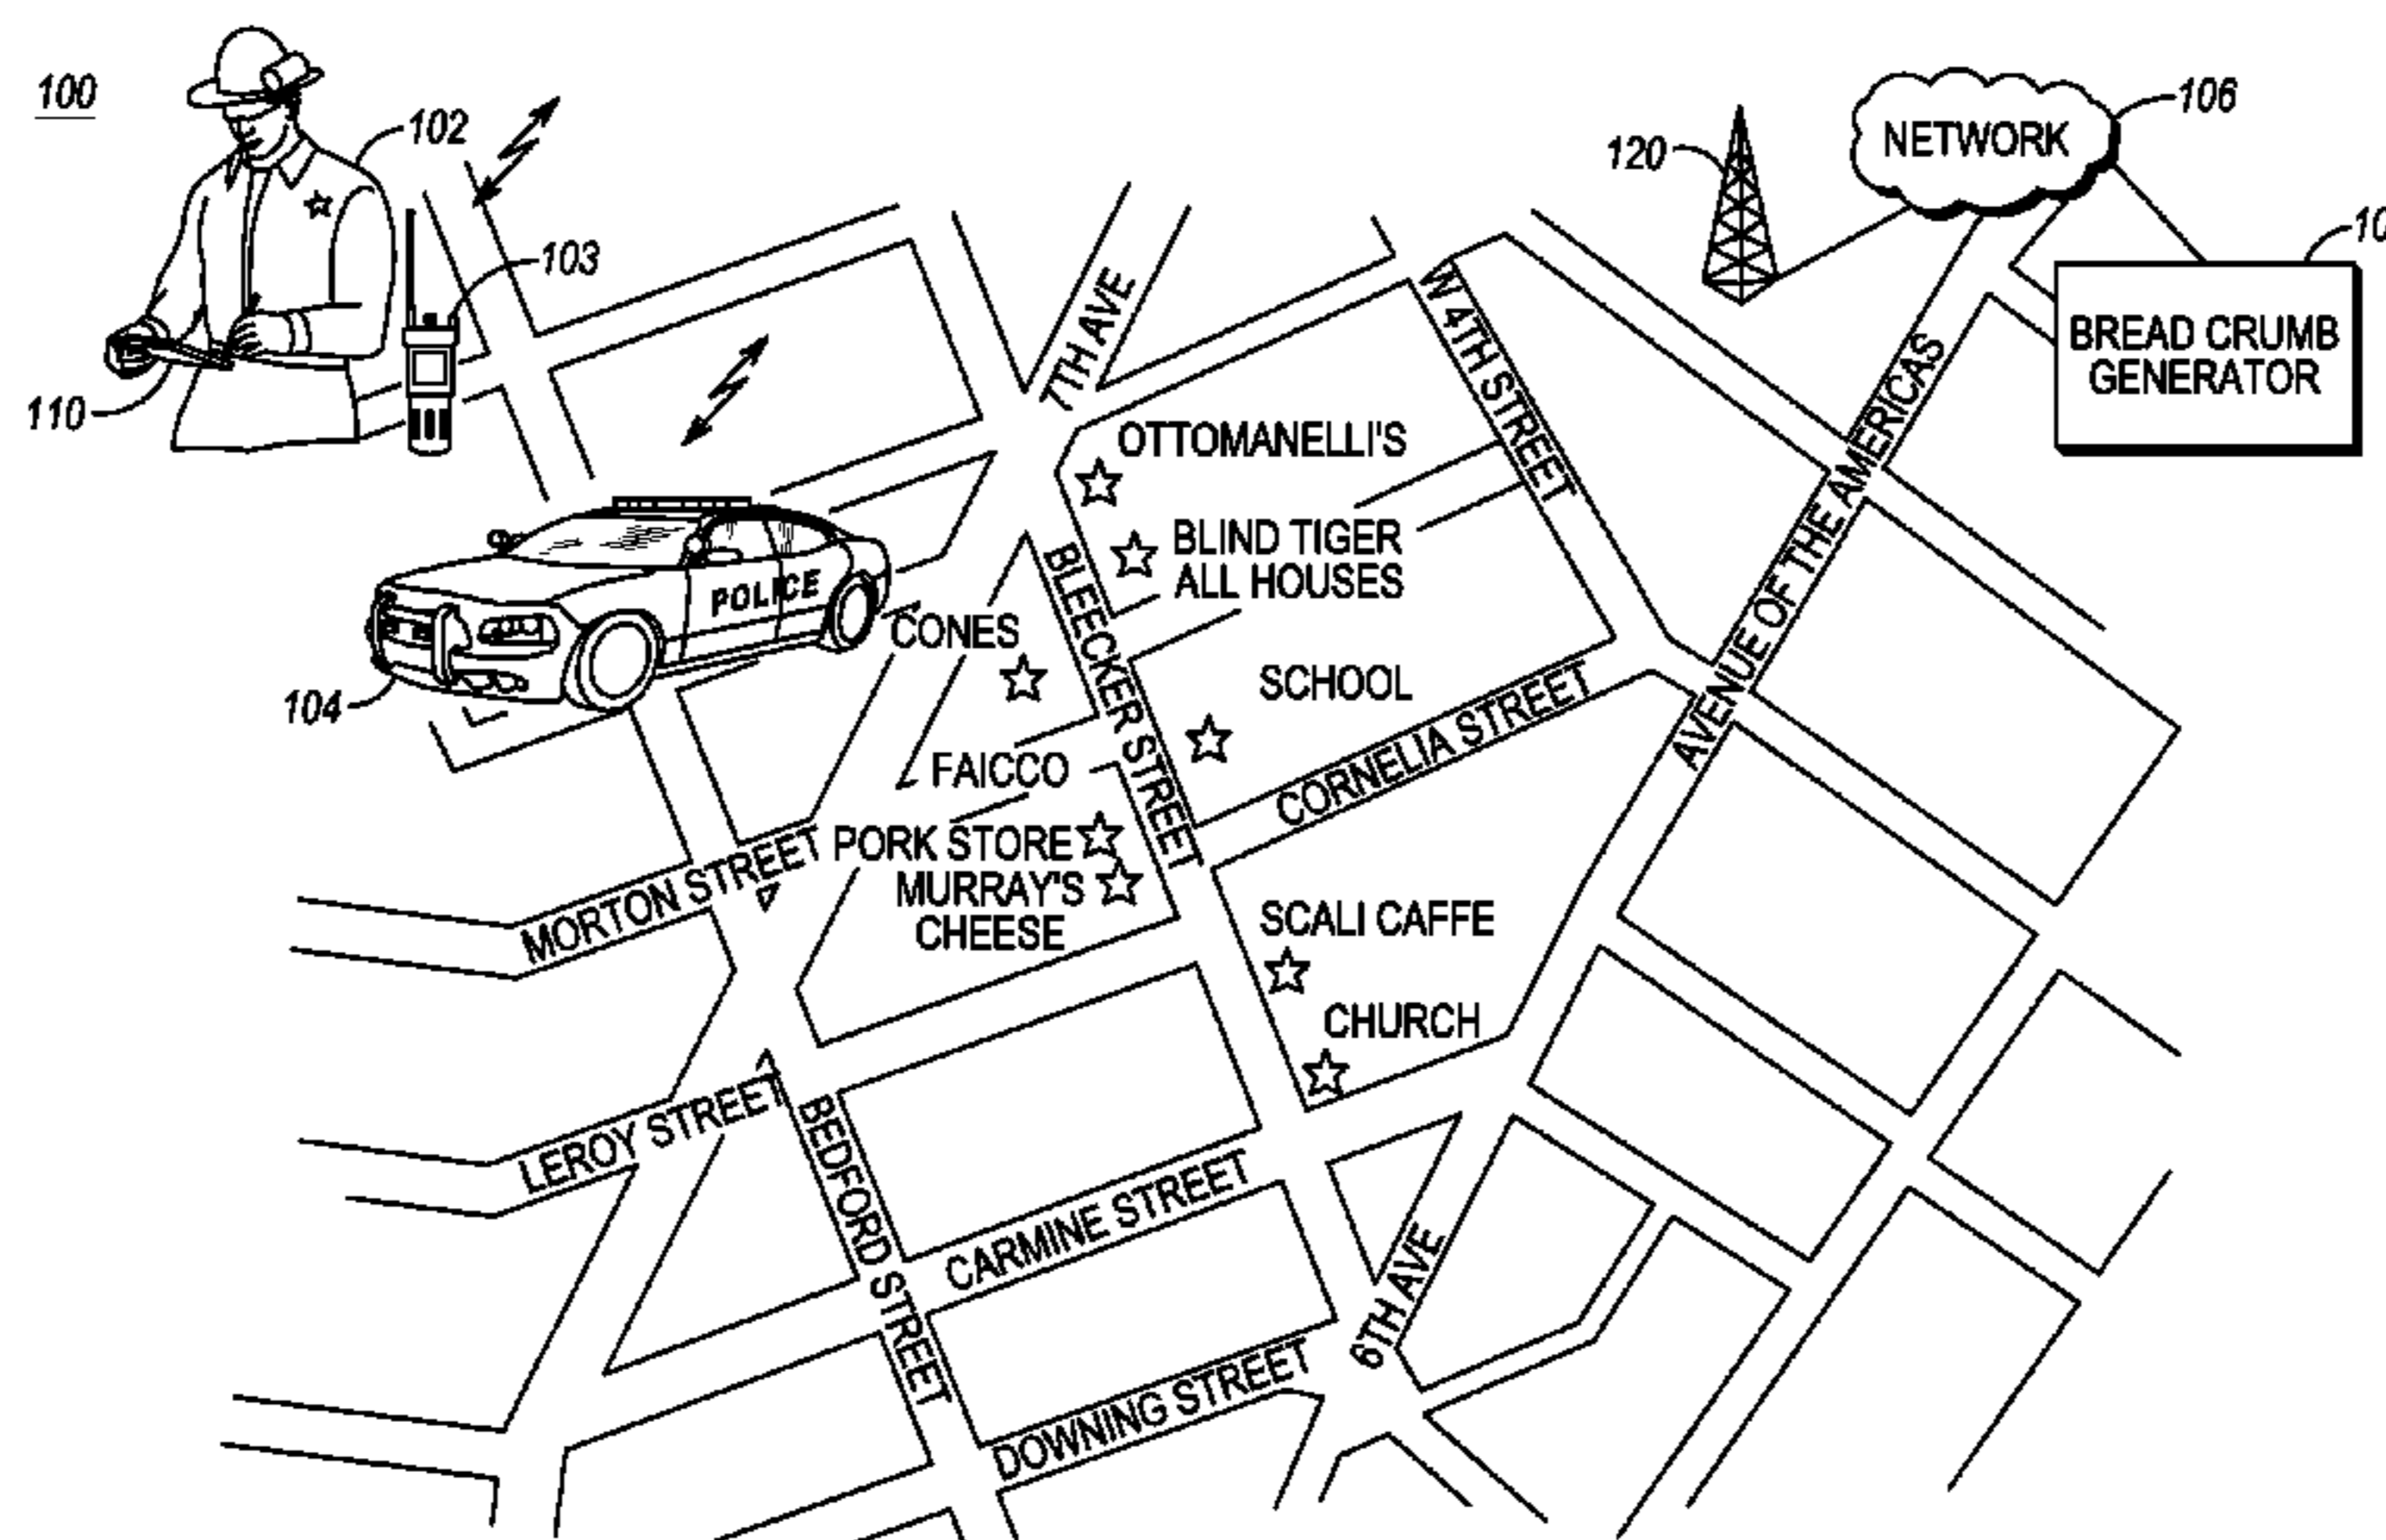 100
102
106
NETWORK
120
103
10
BREAD CRUMB
GENERATOR
7TH AVE
W 4TH STREET
110
OTTOMANELLI'S
AVENUE OF THE AMERICAS
BLIND TIGER
ALL HOUSES
BLEECKER STREET
POLICE
CONES
SCHOOL
104
CORNELIA STREET
FAICCO
PORK STORE
MURRAY'S
CHEESE
MORTON STREET
SCALI CAFFE
CHURCH
LEROY STREET
BEDFORD STREET
CARMINE STREET
6TH AVE
DOWNING STREET